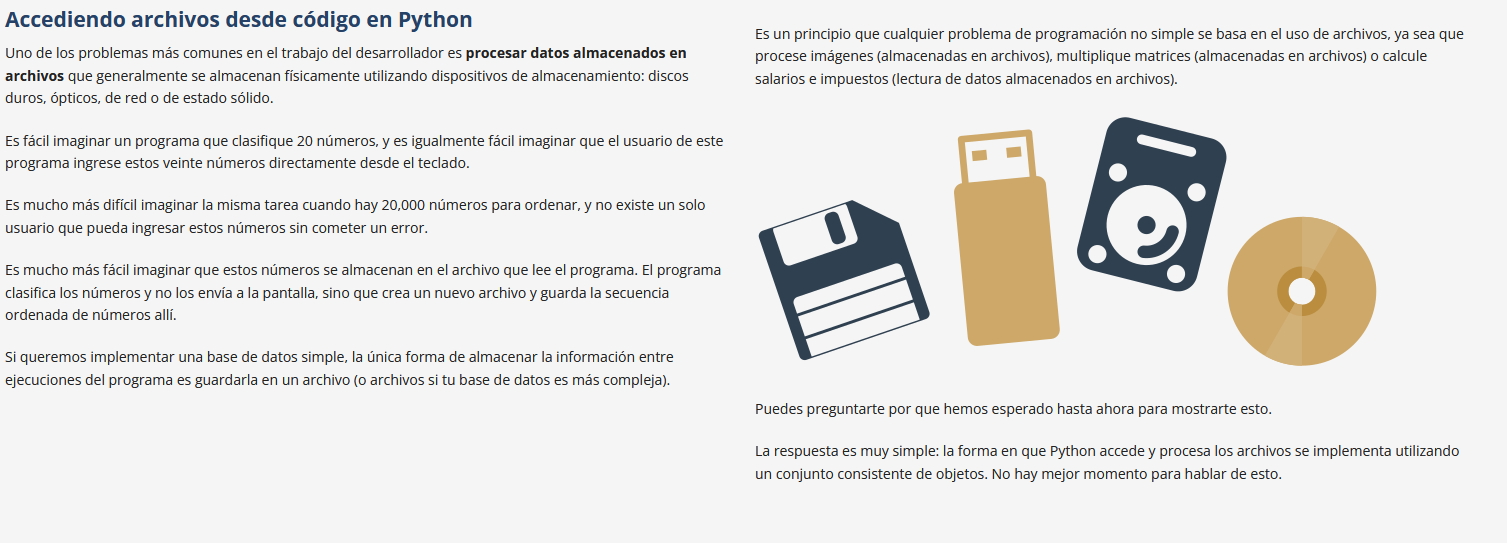 Accediendo archivos desde código en Python
Uno de los problemas más comunes en el trabajo del desarrollador es procesar datos almacenados en
archivos que generalmente se almacenan físicamente utilizando dispositivos de almacenamiento: discos
duros, ópticos, de red o de estado sólido.
Es fácil imaginar un programa que clasifique 20 números, y es igualmente fácil imaginar que el usuario de este
programa ingrese estos veinte números directamente desde el teclado.
Es mucho más difícil imaginar la misma tarea cuando hay 20,000 números para ordenar, y no existe un solo
usuario que pueda ingresar estos números sin cometer un error.
Es mucho más fácil imaginar que estos números se almacenan en el archivo que lee el programa. El programa
clasifica los números y no los envía a la pantalla, sino que crea un nuevo archivo y guarda la secuencia
ordenada de números allí.
Si queremos implementar una base de datos simple, la única forma de almacenar la información entre
ejecuciones del programa es guardarla en un archivo (o archivos si tu base de datos es más compleja).
Es un principio que cualquier problema de programación no simple se basa en el uso de archivos, ya sea que
procese imágenes (almacenadas en archivos), multiplique matrices (almacenadas en archivos) o calcule
salarios e impuestos (lectura de datos almacenados en archivos).
Puedes preguntarte por que hemos esperado hasta ahora para mostrarte esto.
La respuesta es muy simple: la forma en que Python accede y procesa los archivos se implementa utilizando
un conjunto consistente de objetos. No hay mejor momento para hablar de esto.